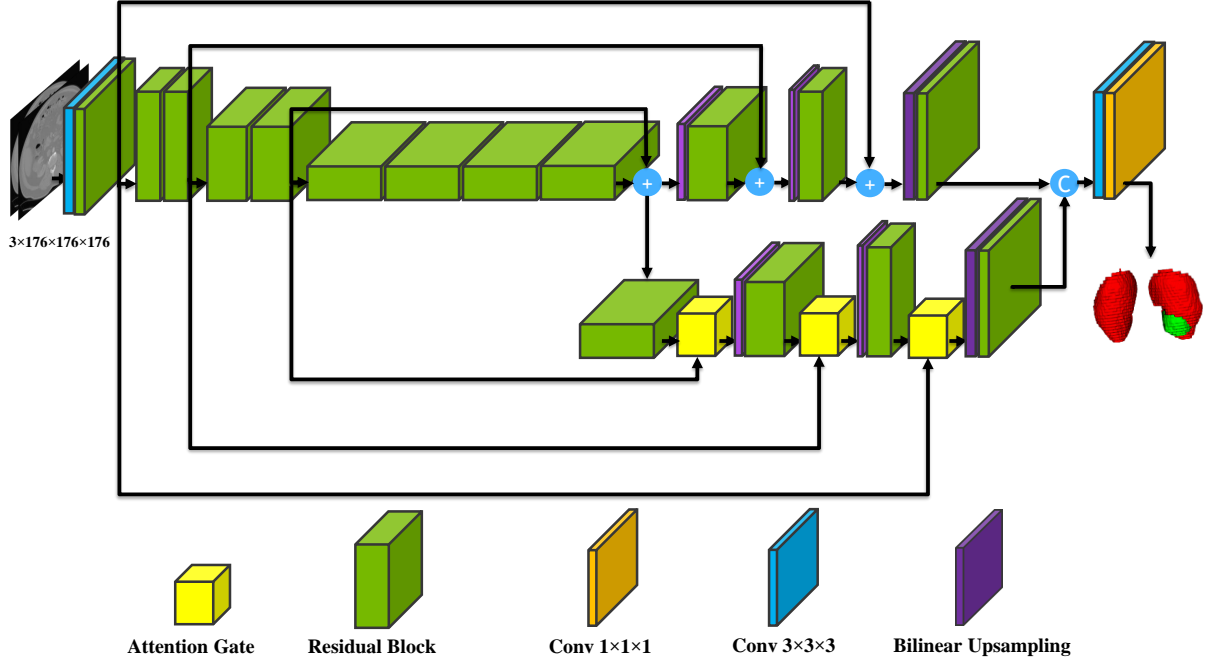 +
+
+
C
3×176×176×176
Attention Gate
Residual Block
Conv 1×1×1
Conv 3×3×3
Bilinear Upsampling